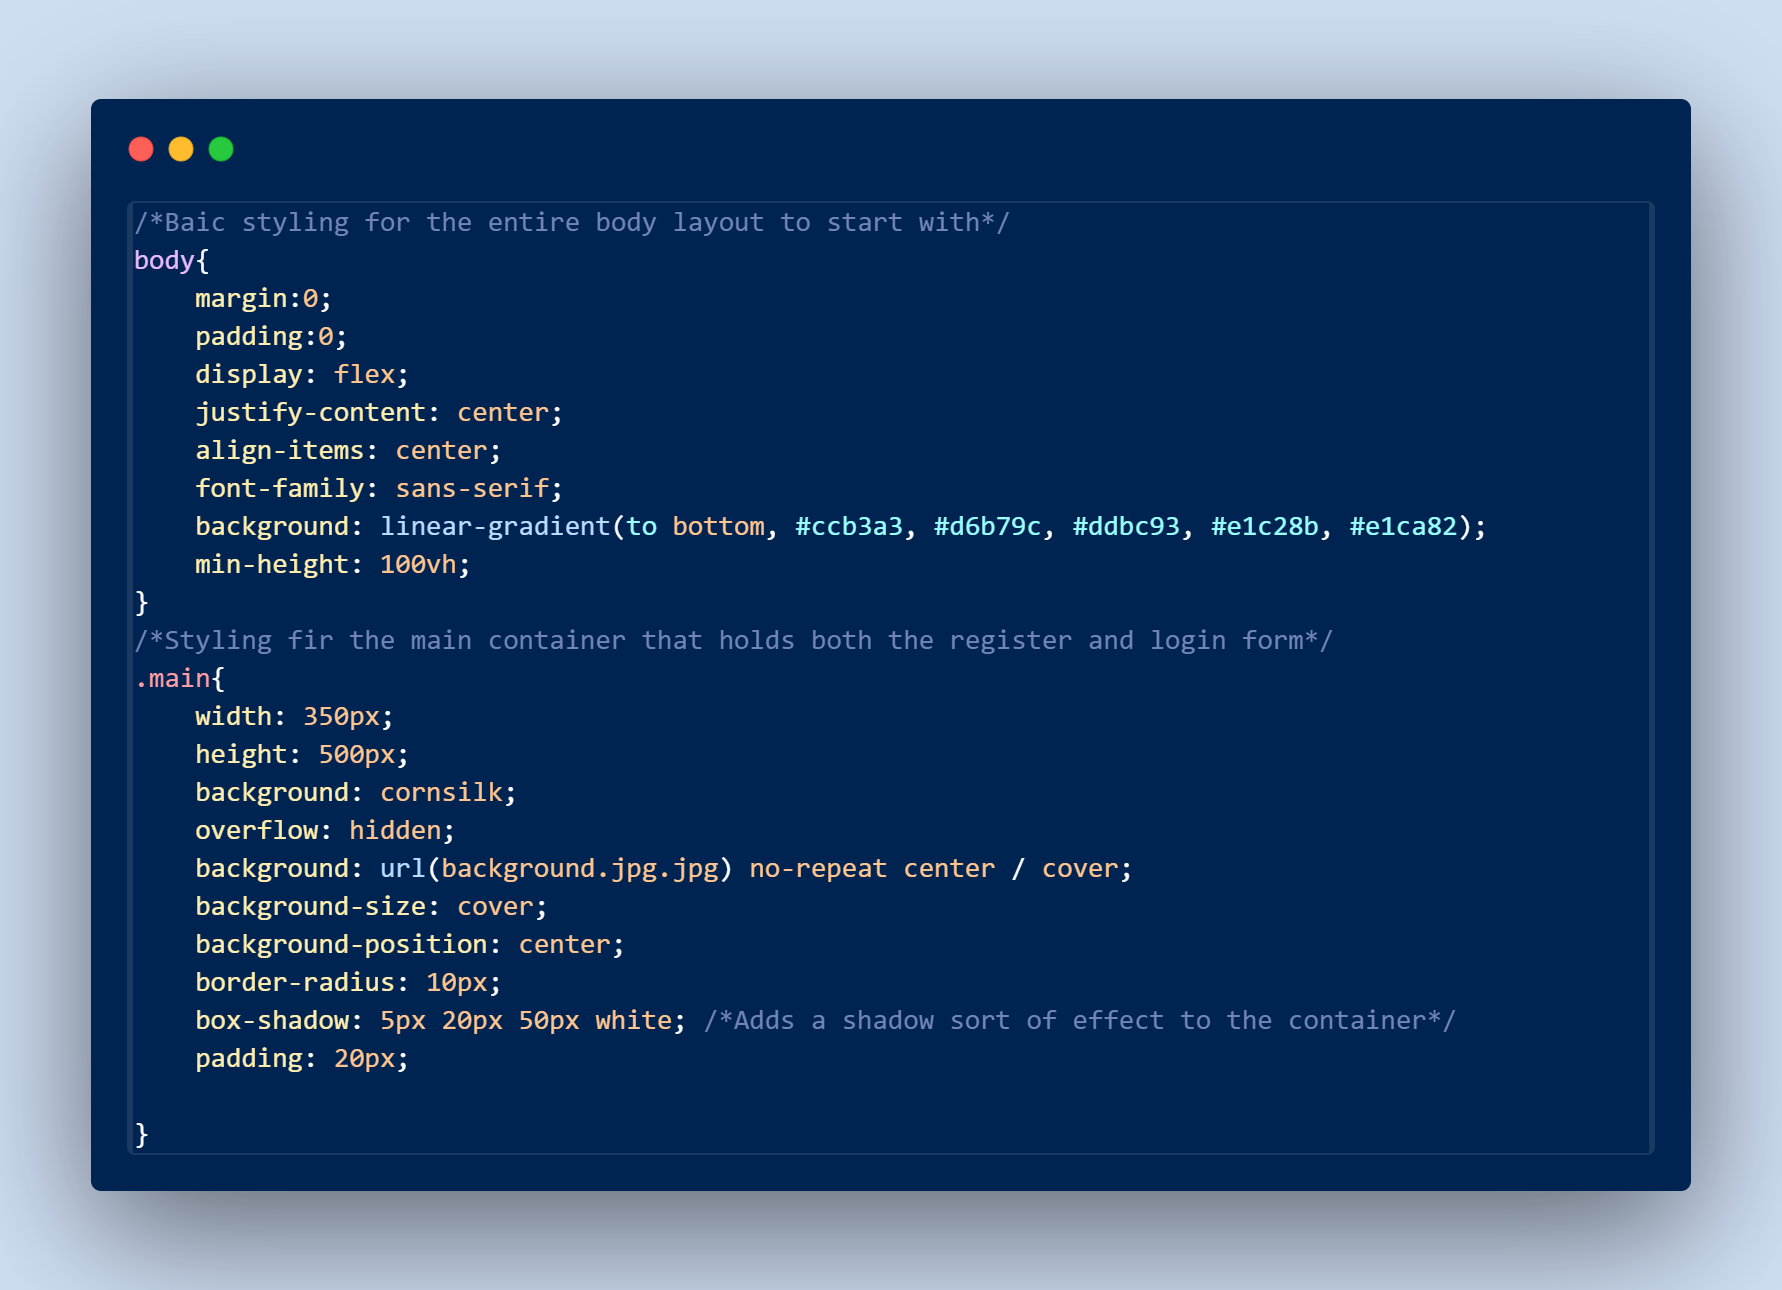 /*Baic styling for the entire body layout to start with*/
body{
    margin:0;
    padding:0;
    display: flex;
    justify-content: center;
    align-items: center;
    font-family: sans-serif;
    background: linear-gradient(to bottom, #ccb3a3, #d6b79c, #ddbc93, #e1c28b, #e1ca82);
    min-height: 100vh;
}
/*Styling fir the main container that holds both the register and login form*/
.main{
    width: 350px;
    height: 500px;
    background: cornsilk;
    overflow: hidden;
    background: url(background.jpg.jpg) no-repeat center / cover;
    background-size: cover;
    background-position: center;
    border-radius: 10px;
    box-shadow: 5px 20px 50px white; /*Adds a shadow sort of effect to the container*/
    padding: 20px;

}